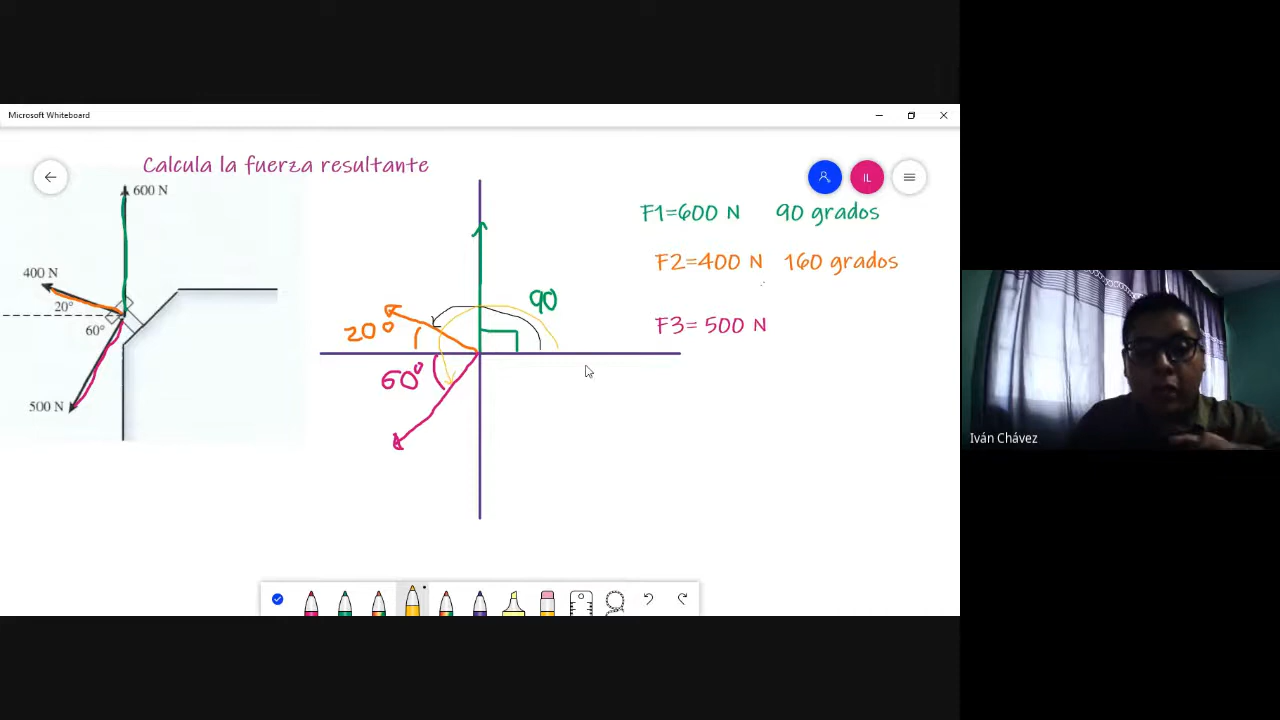 Microsoft Whiteboard
Calcula la fuerza resultante
IL
600 N
400 N
20°
60°
500 N
90
20°
60°
F1=600 N 90 grados
F2=400 N 160 grados
F3= 500 N
Iván Chávez